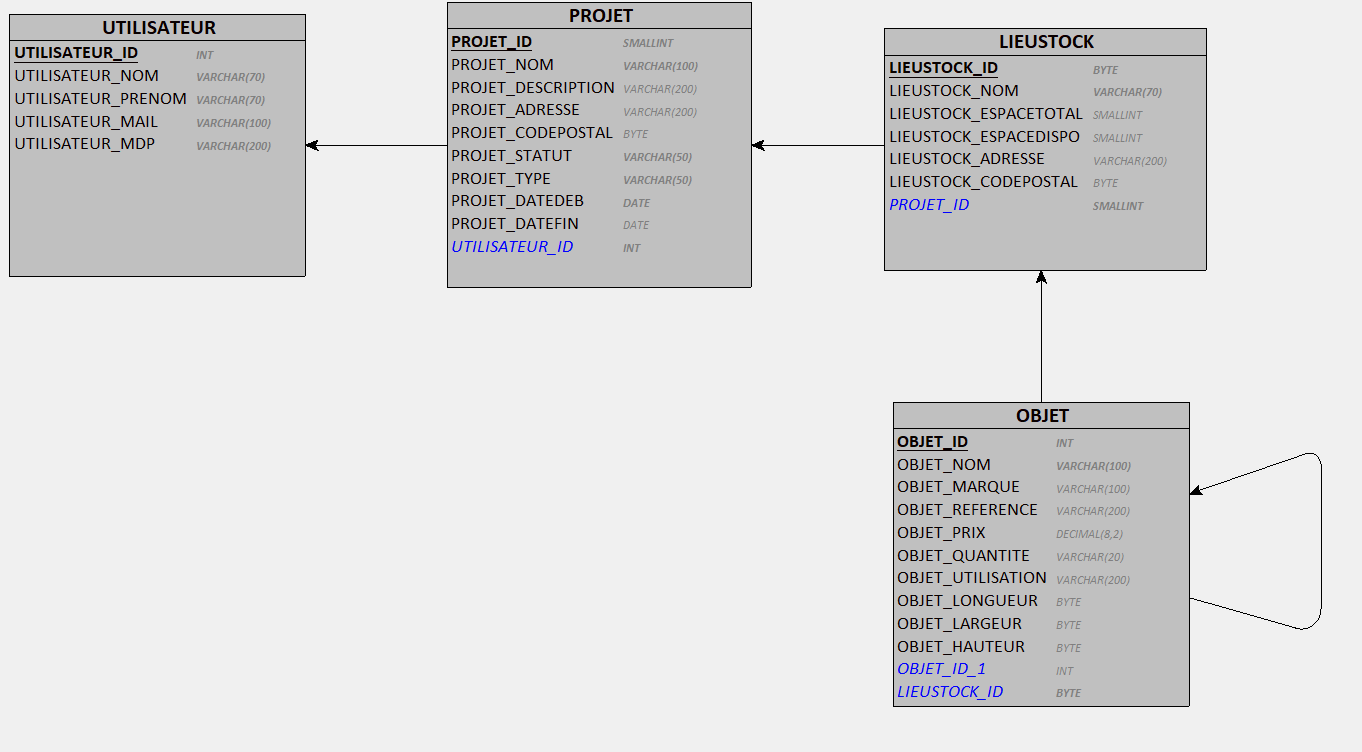 UTILISATEUR
UTILISATEUR_ID INT
UTILISATEUR_NOM VARCHAR(70)
UTILISATEUR_PRENOM VARCHAR(70)
UTILISATEUR_MAIL VARCHAR(100)
UTILISATEUR_MDP VARCHAR(200)
PROJET
PROJET_ID SMALLINT
PROJET_NOM VARCHAR(100)
PROJET_DESCRIPTION VARCHAR(200)
PROJET_ADRESSE VARCHAR(200)
PROJET_CODEPOSTAL BYTE
PROJET_STATUT VARCHAR(50)
PROJET_TYPE VARCHAR(50)
PROJET_DATEDEB DATE
PROJET_DATEFIN DATE
UTILISATEUR_ID INT
LIEUSTOCK
LIEUSTOCK_ID BYTE
LIEUSTOCK_NOM VARCHAR(70)
LIEUSTOCK_ESPACETOTAL SMALLINT
LIEUSTOCK_ESPACEDISPO SMALLINT
LIEUSTOCK_ADRESSE VARCHAR(200)
LIEUSTOCK_CODEPOSTAL BYTE
PROJET_ID SMALLINT
OBJET
OBJET_ID INT
OBJET_NOM VARCHAR(100)
OBJET_MARQUE VARCHAR(100)
OBJET_REFERENCE VARCHAR(200)
OBJET_PRIX DECIMAL(8,2)
OBJET_QUANTITE VARCHAR(20)
OBJET_UTILISATION VARCHAR(200)
OBJET_LONGUEUR BYTE
OBJET_LARGEUR BYTE
OBJET_HAUTEUR BYTE
OBJET_ID_1 INT
LIEUSTOCK_ID BYTE